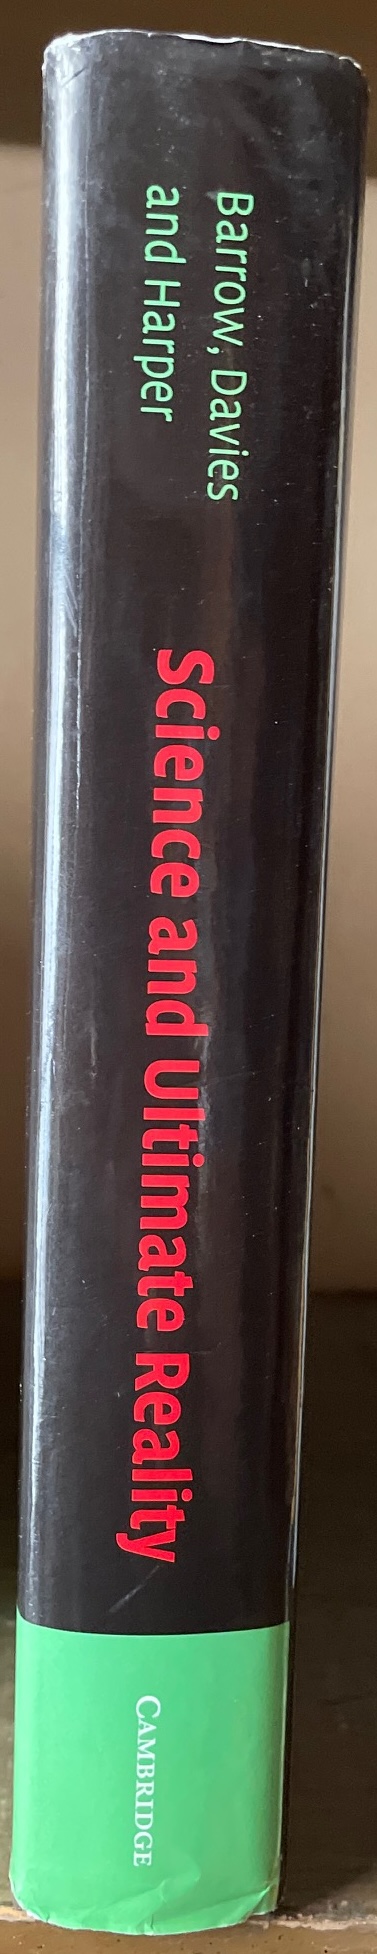 Barrow, Davies
and Harper
Science and Ultimate Reality
CAMBRIDGE